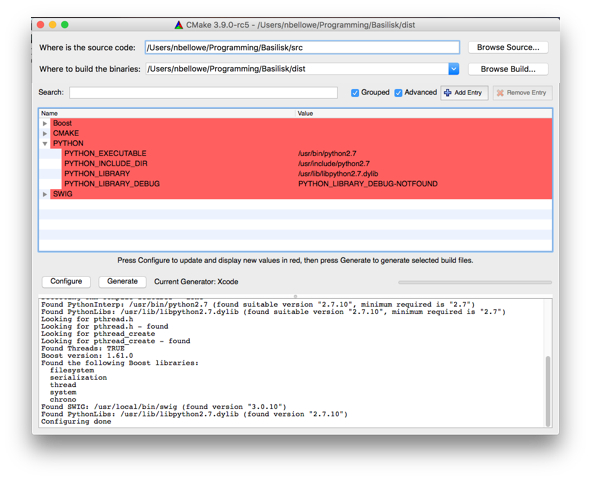 CMake 3.9.0-rc5 - /Users/nbellowe/Programming/Basilisk/dist
Where is the source code: /Users/nbellowe/Programming/Basilisk/src Browse Source...
Where to build the binaries: /Users/nbellowe/Programming/Basilisk/dist Browse Build...
Search: Grouped Advanced Add Entry Remove Entry
Name Value
Boost
CMAKE
PYTHON
PYTHON_EXECUTABLE /usr/bin/python2.7
PYTHON_INCLUDE_DIR /usr/include/python2.7
PYTHON_LIBRARY /usr/lib/libpython2.7.dylib
PYTHON_LIBRARY_DEBUG PYTHON_LIBRARY_DEBUG-NOTFOUND
SWIG
Press Configure to update and display new values in red, then press Generate to generate selected build files.
Configure Generate Current Generator: Xcode
Found PythonInterp: /usr/bin/python2.7 (found suitable version "2.7.10", minimum required is "2.7")
Found PythonLibs: /usr/lib/libpython2.7.dylib (found suitable version "2.7.10", minimum required is "2.7")
Looking for pthread.h
Looking for pthread.h - found
Looking for pthread_create
Looking for pthread_create - found
Found Threads: TRUE
Boost version: 1.61.0
Found the following Boost libraries:
filesystem
serialization
thread
system
chrono
Found SWIG: /usr/local/bin/swig (found version "3.0.10")
Found PythonLibs: /usr/lib/libpython2.7.dylib (found version "2.7.10")
Configuring done